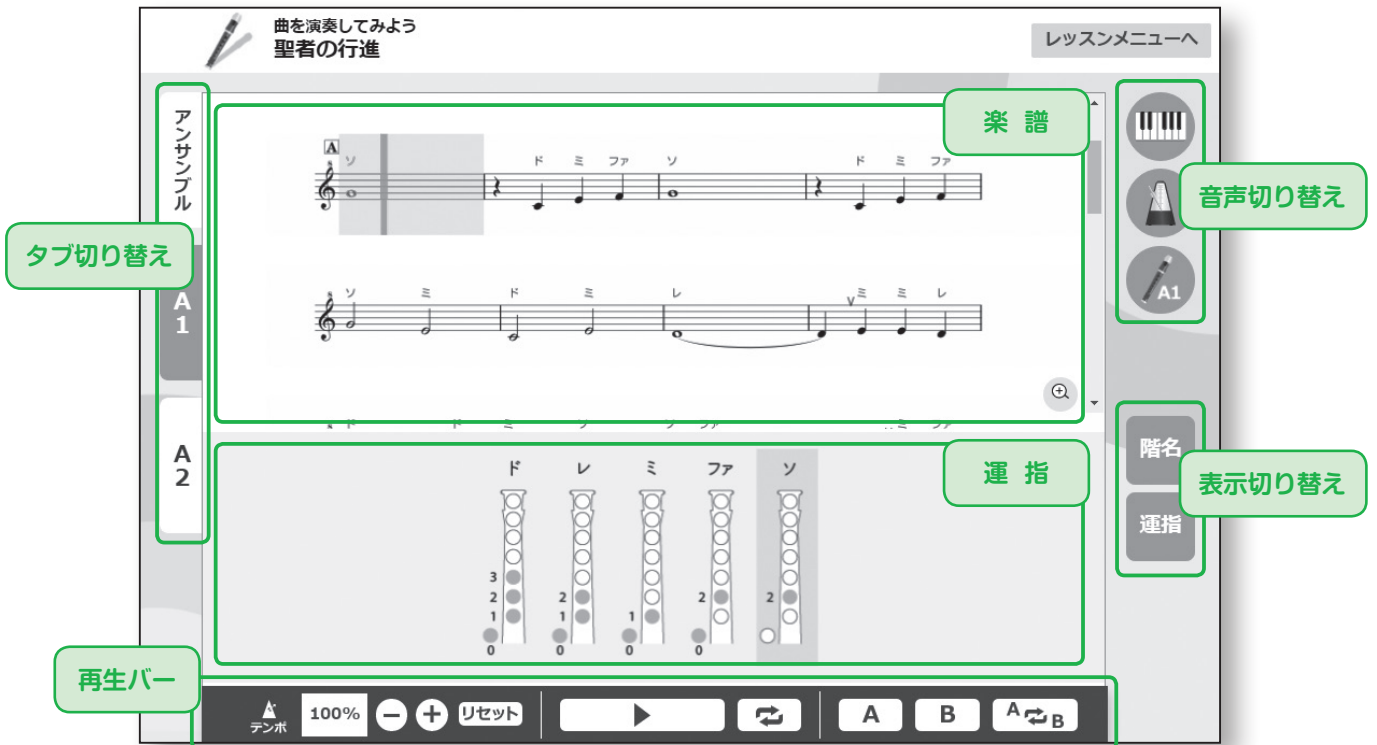 曲を演奏してみよう
聖者の行進
レッスンメニューへ
アンサンブル
A1
A2
タブ切り替え
楽 譜
A
ソ ド ミ ファ ソ ド ミ ファ
ソ ミ ド ミ レ ミ ミ レ
音声切り替え
A1
運 指
ド レ ミ ファ ソ
3
2 2 2 2
1 1 1
0 0 0 0
階名
運指
表示切り替え
再生バー
テンポ
100%
リセット
A B A B